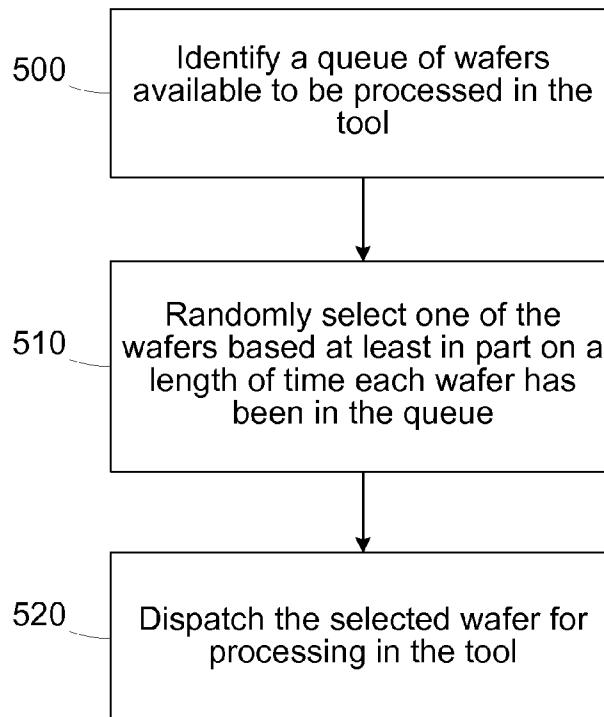 500
Identify a queue of wafers
available to be processed in the
tool
510
Randomly select one of the
wafers based at least in part on a
length of time each wafer has
been in the queue
520
Dispatch the selected wafer for
processing in the tool